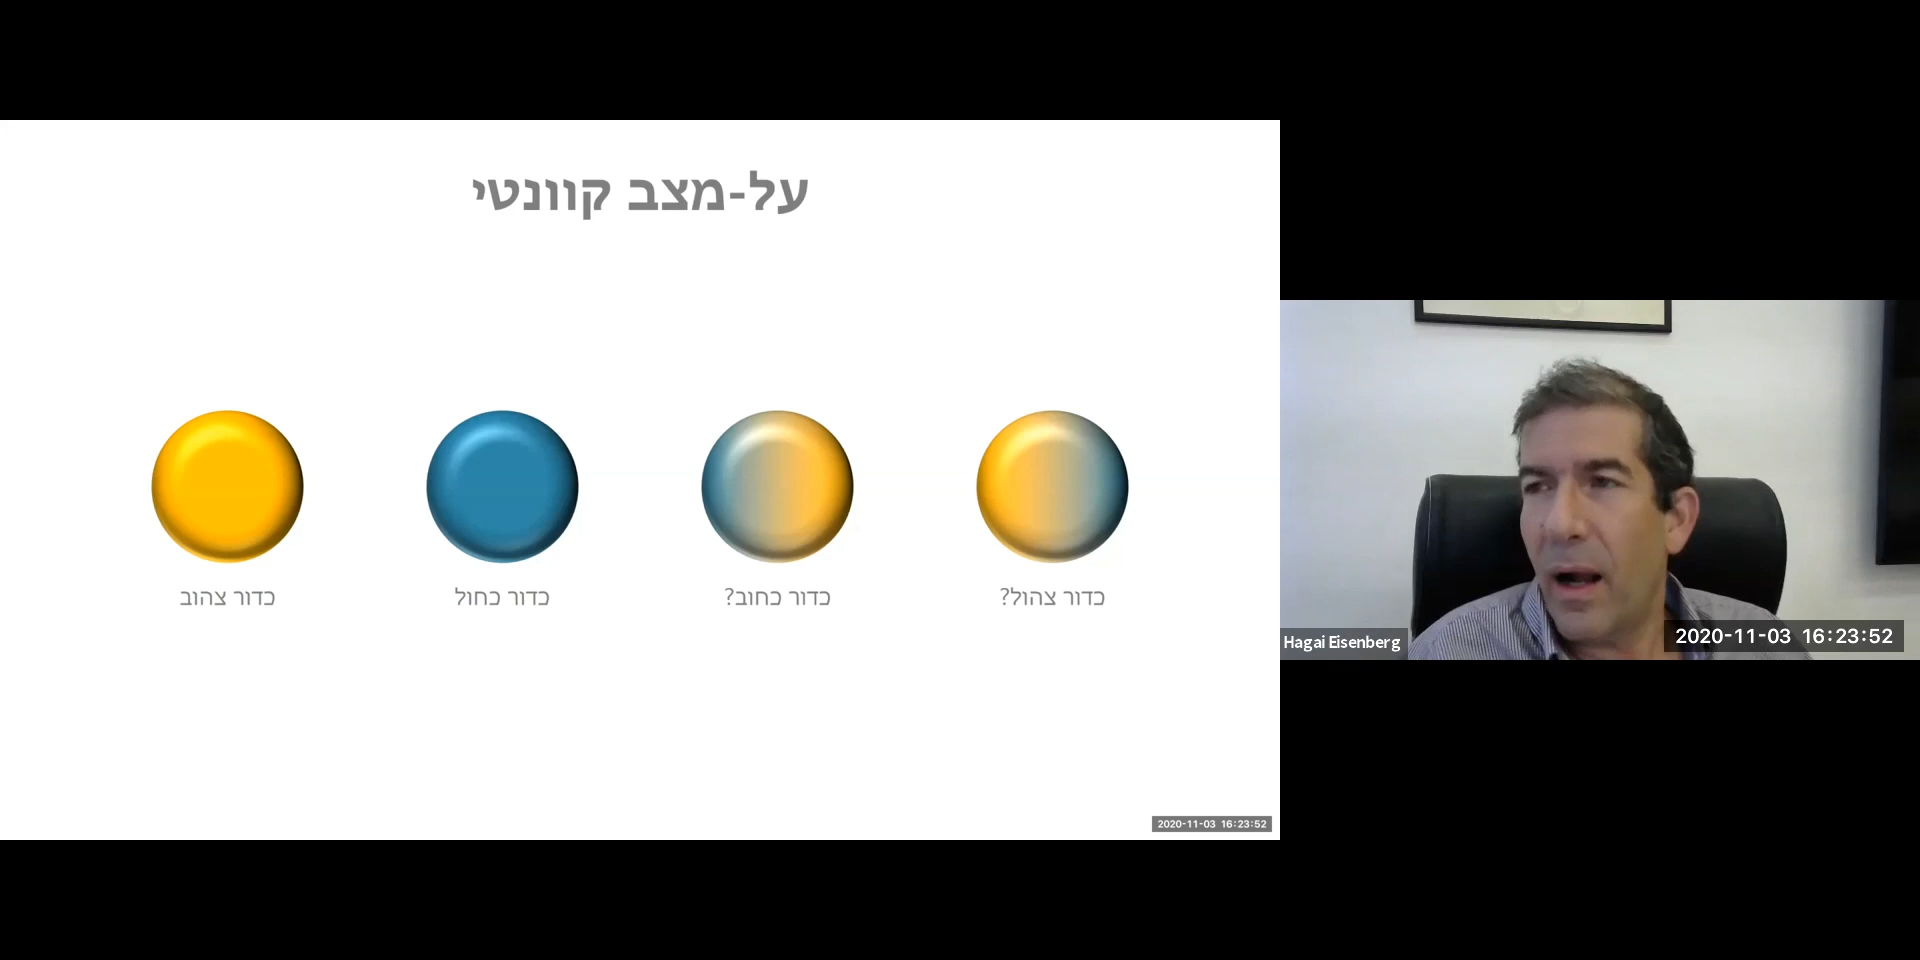 על-מצב קוונטי
כדור צהול?
כדור כחוב?
כדור כחול
כדור צהוב
2020-11-03 16:23:52
Hagai Eisenberg
2020-11-03 16:23:52